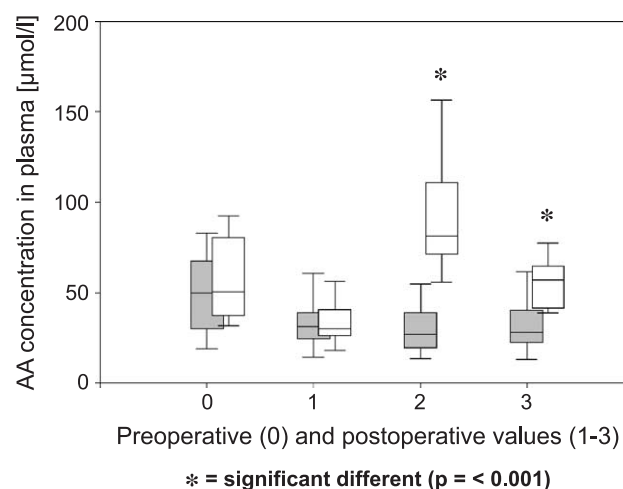 AA concentration in plasma [µmol/l]
200
150
100
50
0
*
*
0 1 2 3
Preoperative (0) and postoperative values (1-3)
* = significant different (p = < 0.001)